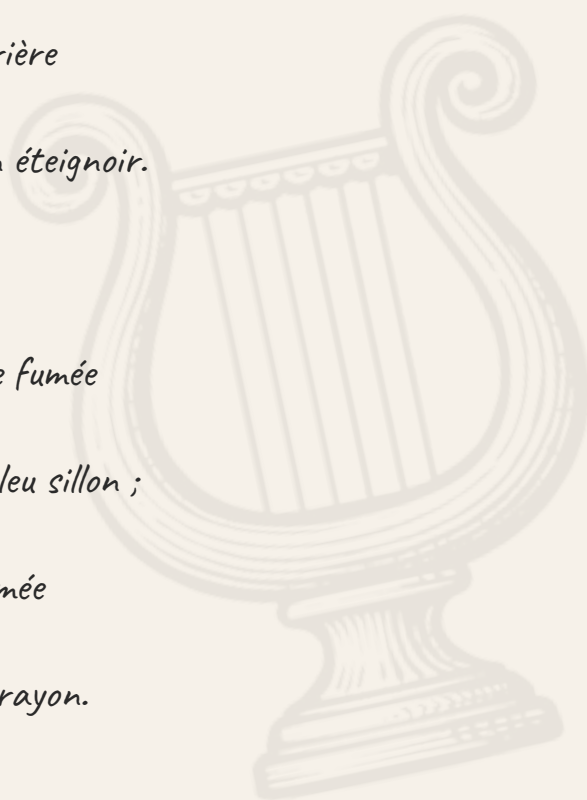 rière
éteignoir.
fumée
leu sillon ;
mée
rayon.